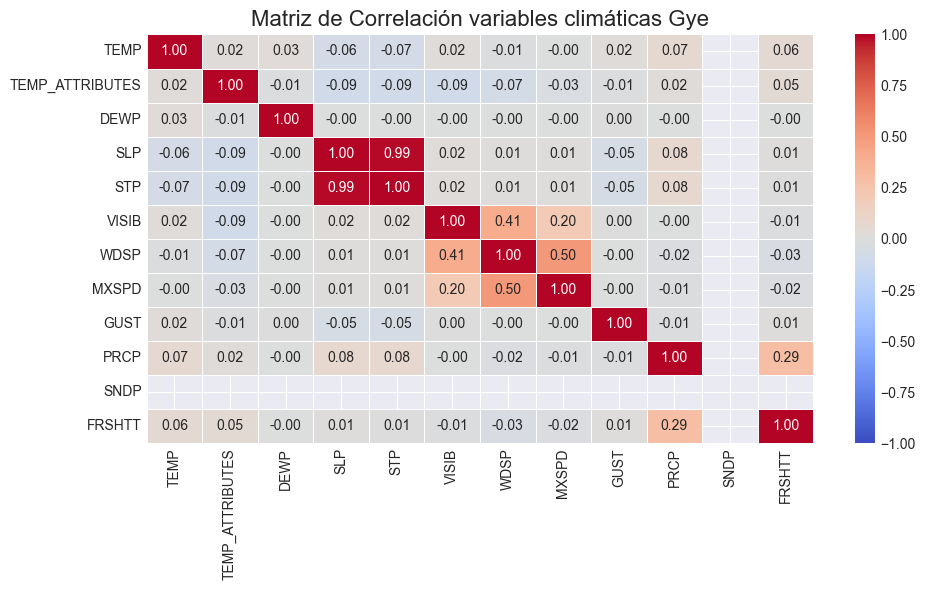 Matriz de Correlación variables climáticas Gye
TEMP 1.00 0.02 0.03 -0.06 -0.07 0.02 -0.01 -0.00 0.02 0.07 0.06
TEMP_ATTRIBUTES 0.02 1.00 -0.01 -0.09 -0.09 -0.09 -0.07 -0.03 -0.01 0.02 0.05
DEWP 0.03 -0.01 1.00 -0.00 -0.00 -0.00 -0.00 -0.00 0.00 -0.00 -0.00
SLP -0.06 -0.09 -0.00 1.00 0.99 0.02 0.01 0.01 -0.05 0.08 0.01
STP -0.07 -0.09 -0.00 0.99 1.00 0.02 0.01 0.01 -0.05 0.08 0.01
VISIB 0.02 -0.09 -0.00 0.02 0.02 1.00 0.41 0.20 0.00 -0.00 -0.01
WDSP -0.01 -0.07 -0.00 0.01 0.01 0.41 1.00 0.50 -0.00 -0.02 -0.03
MXSPD -0.00 -0.03 -0.00 0.01 0.01 0.20 0.50 1.00 -0.00 -0.01 -0.02
GUST 0.02 -0.01 0.00 -0.05 -0.05 0.00 -0.00 -0.00 1.00 -0.01 0.01
PRCP 0.07 0.02 -0.00 0.08 0.08 -0.00 -0.02 -0.01 -0.01 1.00 0.29
SNDP
FRSHTT 0.06 0.05 -0.00 0.01 0.01 -0.01 -0.03 -0.02 0.01 0.29 1.00
TEMP
TEMP_ATTRIBUTES
DEWP
SLP
STP
VISIB
WDSP
MXSPD
GUST
PRCP
SNDP
FRSHTT
1.00
0.75
0.50
0.25
0.00
−0.25
−0.50
−0.75
−1.00